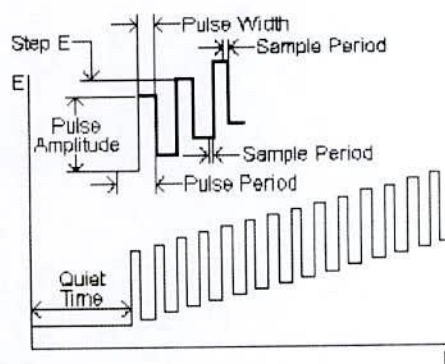 Pulse Width
Step E
Sample Period
E
Pulse
Amplitude
Sample Period
Pulse Period
Quiet
Time